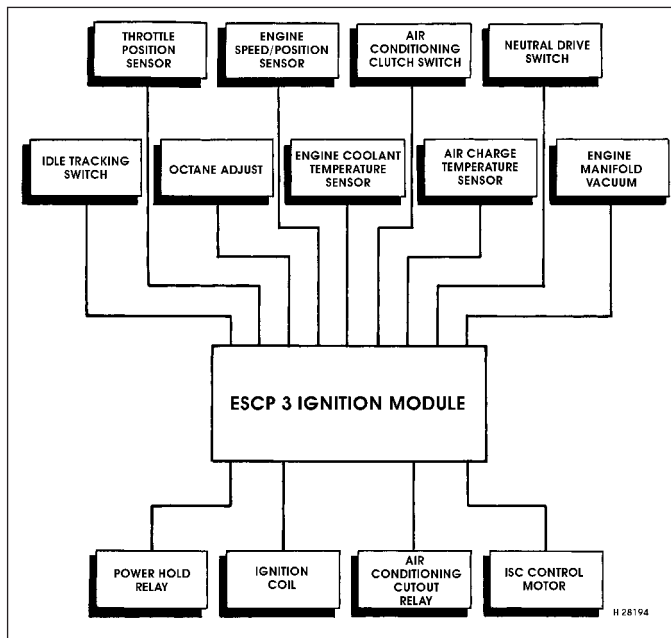 THROTTLE
POSITION
SENSOR
ENGINE
SPEED/POSITION
SENSOR
AIR
CONDITIONING
CLUTCH SWITCH
NEUTRAL DRIVE
SWITCH
IDLE TRACKING
SWITCH
OCTANE ADJUST
ENGINE COOLANT
TEMPERATURE
SENSOR
AIR CHARGE
TEMPERATURE
SENSOR
ENGINE
MANIFOLD
VACUUM
ESCP 3 IGNITION MODULE
POWER HOLD
RELAY
IGNITION
COIL
AIR
CONDITIONING
CUTOUT
RELAY
ISC CONTROL
MOTOR
H 28194